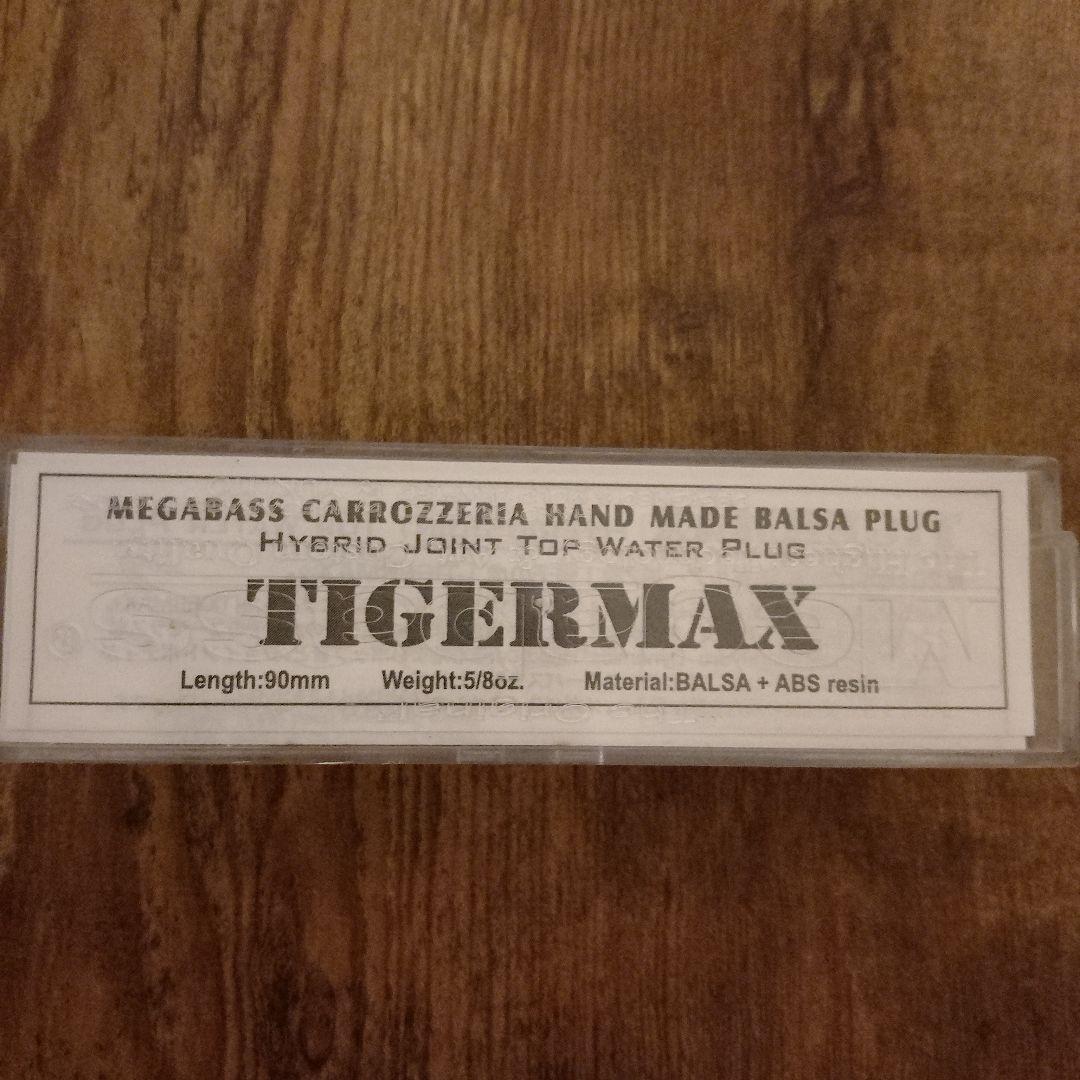 MEGABASS CARROZZERIA HAND MADE BALSA PLUG
HYBRID JOINT TOP WATER PLUG
TIGERMAX
Length:90mm Weight:5/8oz. Material:BALSA + ABS resin